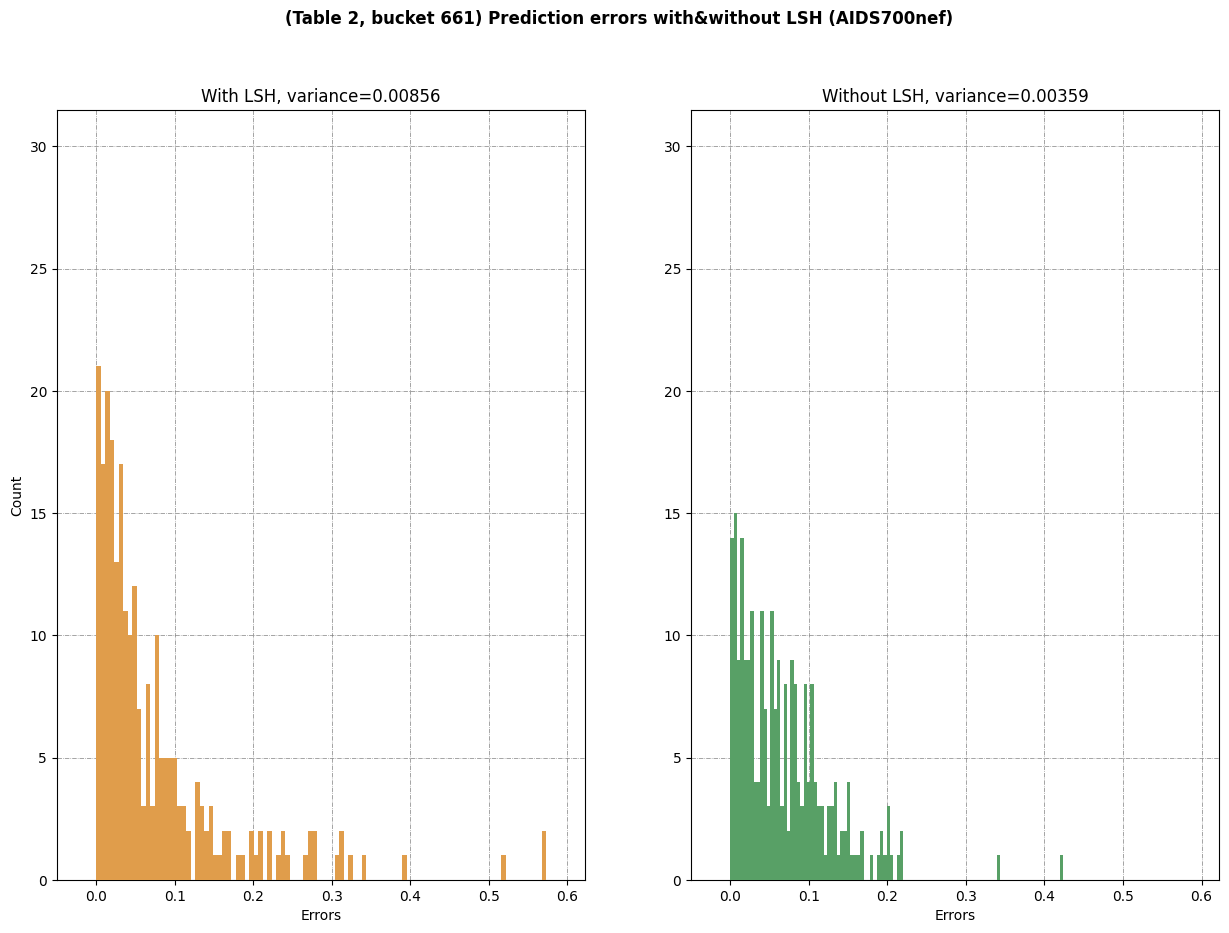 (Table 2, bucket 661) Prediction errors with&without LSH (AIDS700nef)
With LSH, variance=0.00856
30
25
20
15
10
5
0
Count
0.0 0.1 0.2 0.3 0.4 0.5 0.6
Errors
Without LSH, variance=0.00359
30
25
20
15
10
5
0
0.0 0.1 0.2 0.3 0.4 0.5 0.6
Errors